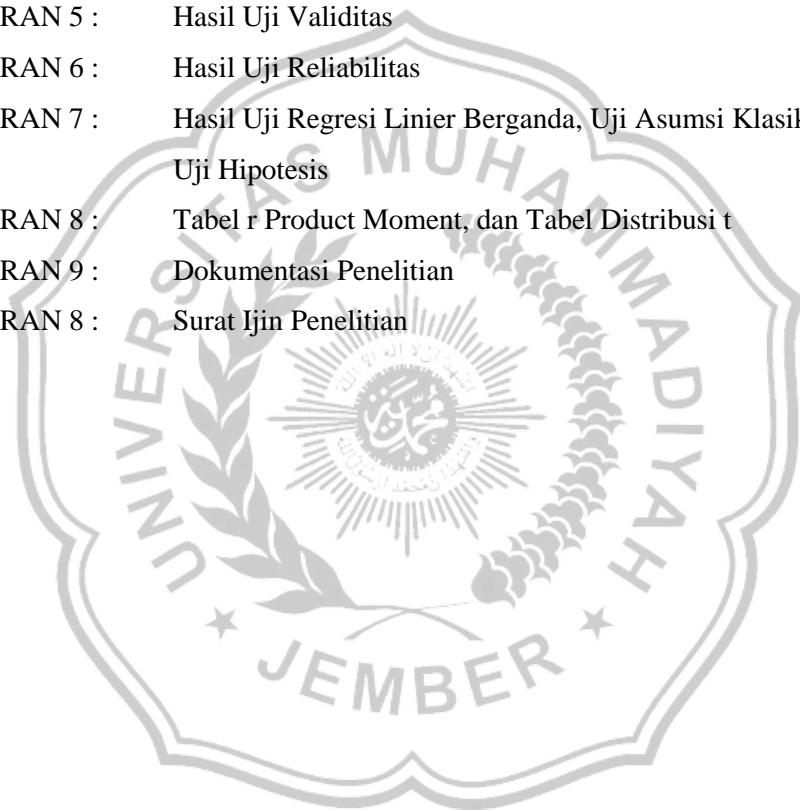 RAN 5 : Hasil Uji Validitas
RAN 6 : Hasil Uji Reliabilitas
RAN 7 : Hasil Uji Regresi Linier Berganda, Uji Asumsi Klasik
Uji Hipotesis
RAN 8 : Tabel r Product Moment, dan Tabel Distribusi t
RAN 9 : Dokumentasi Penelitian
RAN 8 : Surat Ijin Penelitian
UNIVERSITAS MUHAMMADIYAH
JEMBER